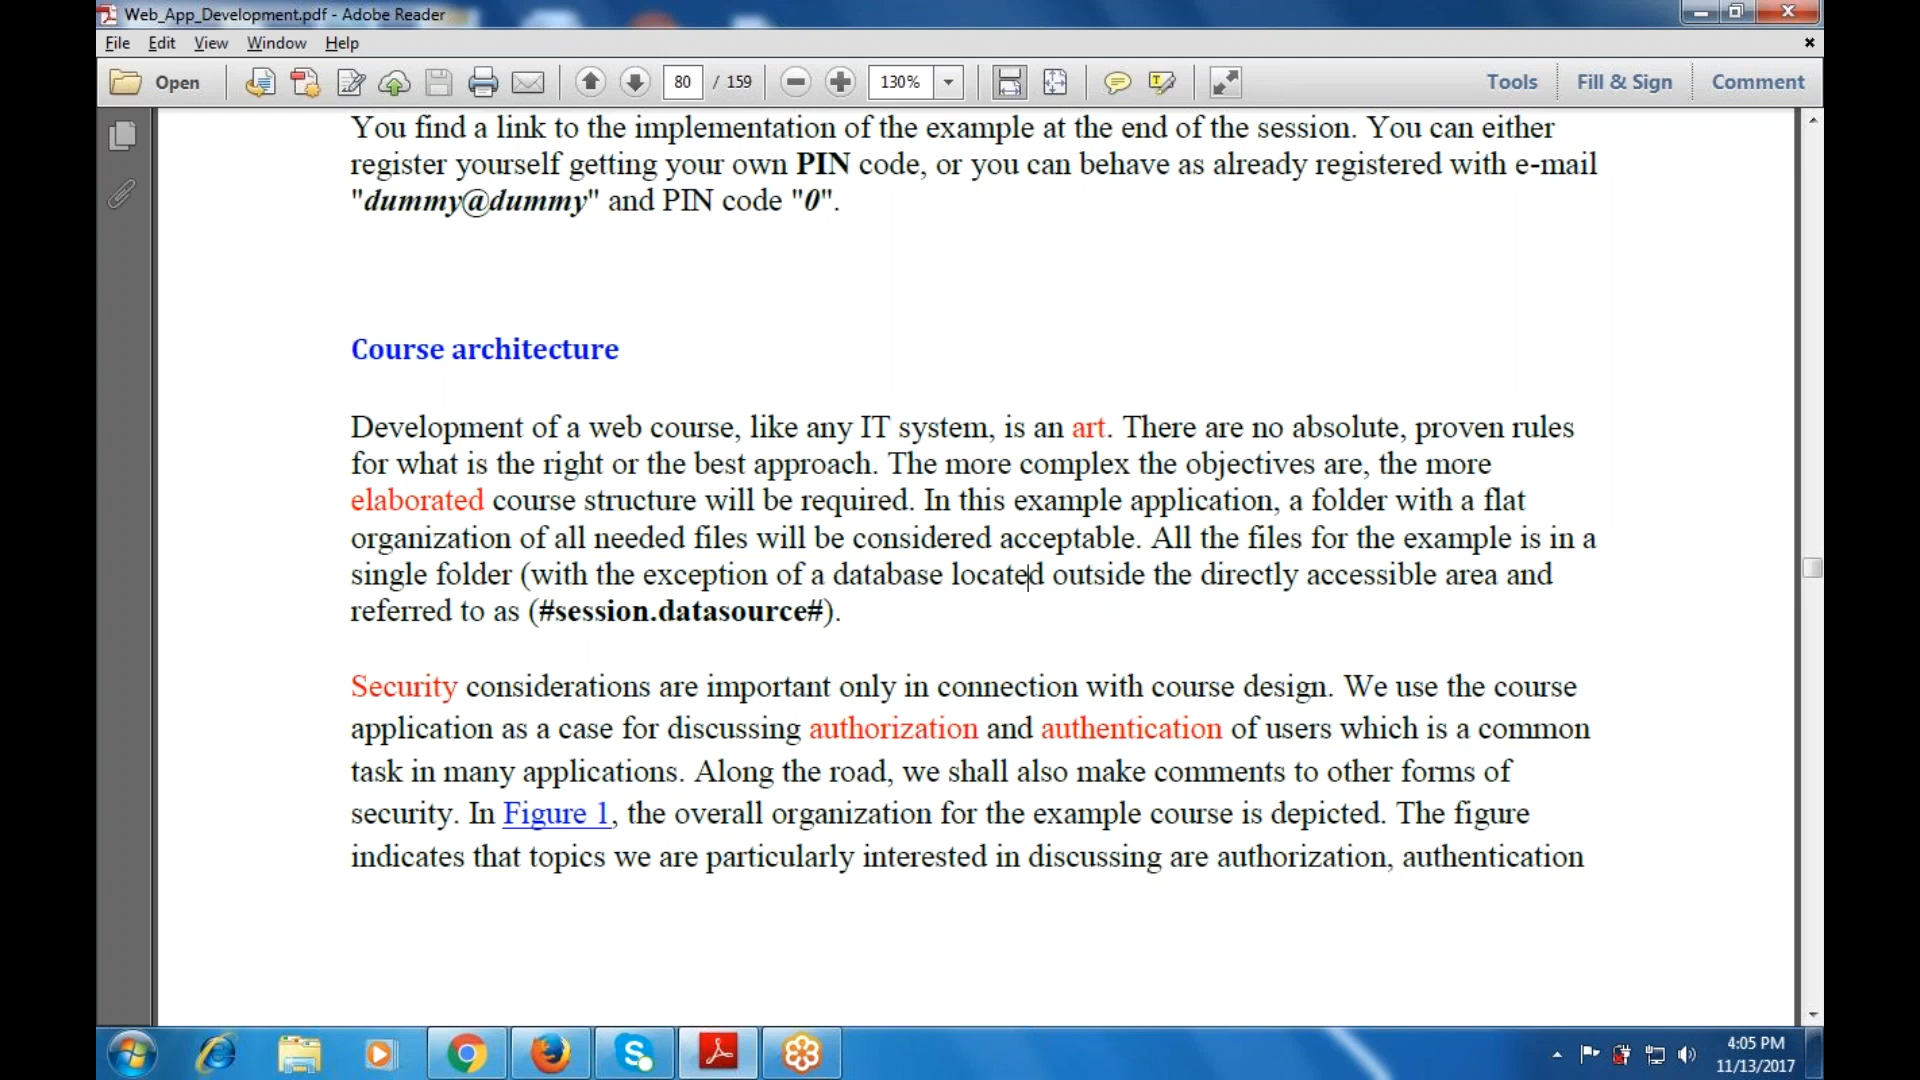 Web_App_Development.pdf - Adobe Reader
File Edit View Window Help
Open 80 / 159 130% Tools Fill & Sign Comment
You find a link to the implementation of the example at the end of the session. You can either
register yourself getting your own PIN code, or you can behave as already registered with e-mail
"dummy@dummy" and PIN code "0".
Course architecture
Development of a web course, like any IT system, is an art. There are no absolute, proven rules
for what is the right or the best approach. The more complex the objectives are, the more
elaborated course structure will be required. In this example application, a folder with a flat
organization of all needed files will be considered acceptable. All the files for the example is in a
single folder (with the exception of a database located outside the directly accessible area and
referred to as (#session.datasource#).
Security considerations are important only in connection with course design. We use the course
application as a case for discussing authorization and authentication of users which is a common
task in many applications. Along the road, we shall also make comments to other forms of
security. In Figure 1, the overall organization for the example course is depicted. The figure
indicates that topics we are particularly interested in discussing are authorization, authentication
4:05 PM
11/13/2017